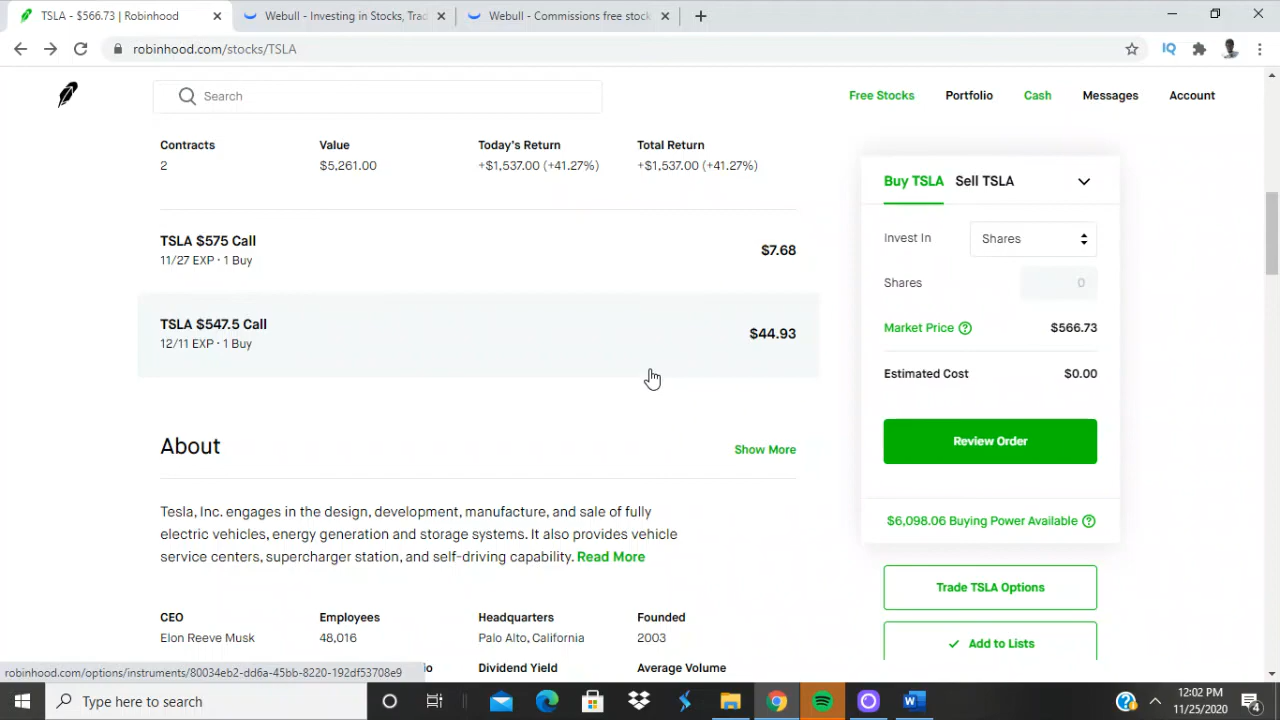 TSLA - $566.73 | Robinhood
Webull - Investing in Stocks, Trad
Webull - Commissions free stock
robinhood.com/stocks/TSLA
IQ
Search
Free Stocks
Portfolio
Cash
Messages
Account
Contracts Value Today's Return Total Return
2 $5,261.00 +$1,537.00 (+41.27%) +$1,537.00 (+41.27%)
TSLA $575 Call
11/27 EXP · 1 Buy
$7.68
TSLA $547.5 Call
12/11 EXP · 1 Buy
$44.93
About
Show More
Tesla, Inc. engages in the design, development, manufacture, and sale of fully
electric vehicles, energy generation and storage systems. It also provides vehicle
service centers, supercharger station, and self-driving capability. Read More
CEO Employees Headquarters Founded
Elon Reeve Musk 48,016 Palo Alto, California 2003
io Dividend Yield Average Volume
Buy TSLA Sell TSLA
Invest In Shares
Shares 0
Market Price ? $566.73
Estimated Cost $0.00
Review Order
$6,098.06 Buying Power Available ?
Trade TSLA Options
Add to Lists
robinhood.com/options/instruments/80034eb2-dd6a-45bb-8220-192df53708e9
Type here to search
12:02 PM
11/25/2020
4